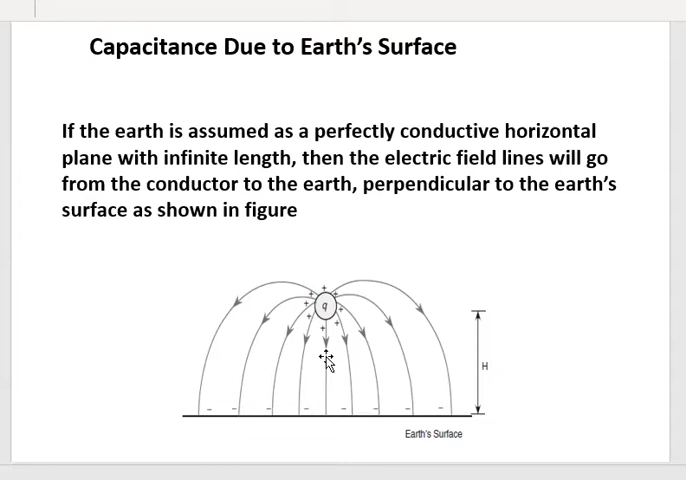 Capacitance Due to Earth's Surface
If the earth is assumed as a perfectly conductive horizontal
plane with infinite length, then the electric field lines will go
from the conductor to the earth, perpendicular to the earth's
surface as shown in figure
q
H
Earth's Surface